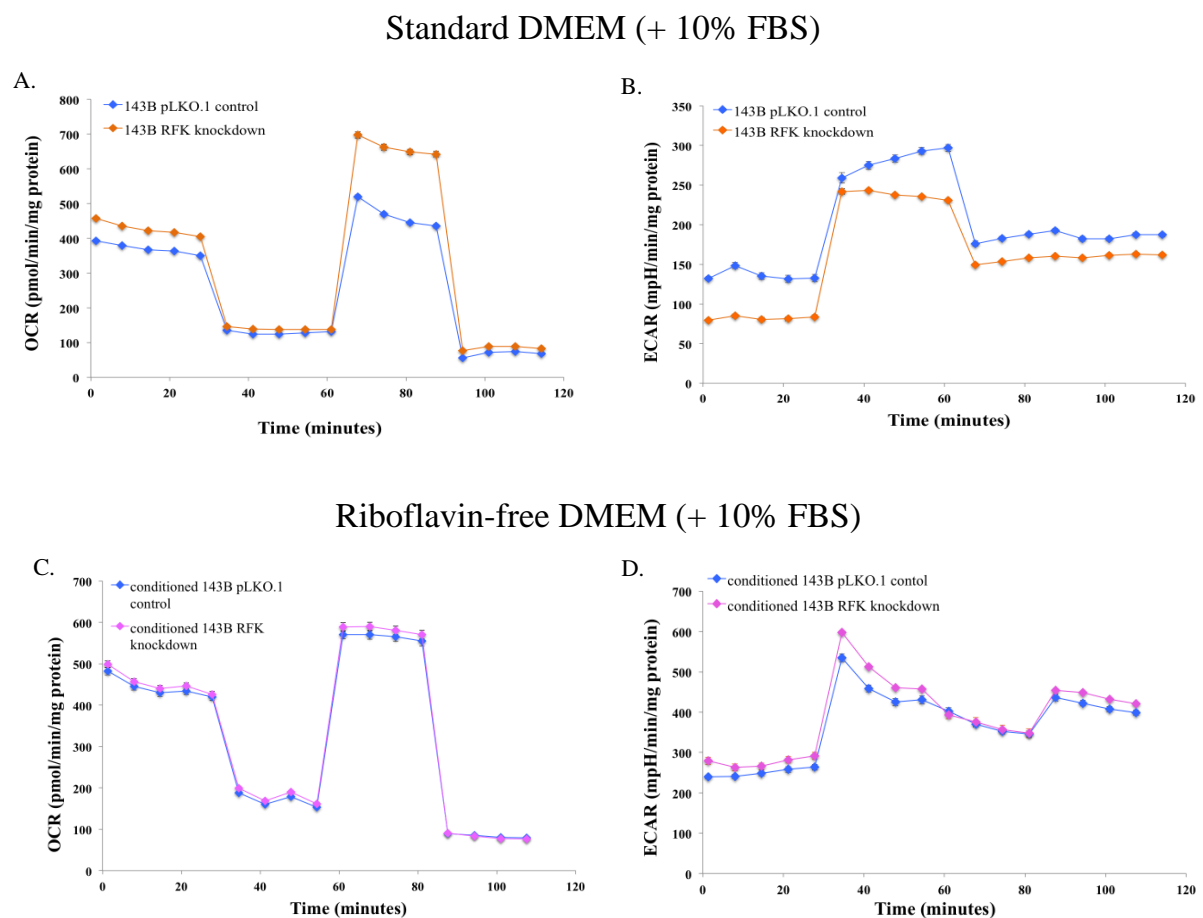 Standard DMEM (+ 10% FBS)
A.
143B pLKO.1 control
143B RFK knockdown
OCR (pmol/min/mg protein)
800
700
600
500
400
300
200
100
0
0 20 40 60 80 100 120
Time (minutes)
B.
143B pLKO.1 control
143B RFK knockdown
ECAR (mpH/min/mg protein)
350
300
250
200
150
100
50
0
0 20 40 60 80 100 120
Time (minutes)
Riboflavin-free DMEM (+ 10% FBS)
C.
conditioned 143B pLKO.1
control
conditioned 143B RFK
knockdown
OCR (pmol/min/mg protein)
700
600
500
400
300
200
100
0
0 20 40 60 80 100 120
Time (minutes)
D.
conditioned 143B pLKO.1 contol
conditioned 143B RFK knockdown
ECAR (mpH/min/mg protein)
700
600
500
400
300
200
100
0
0 20 40 60 80 100 120
Time (minutes)